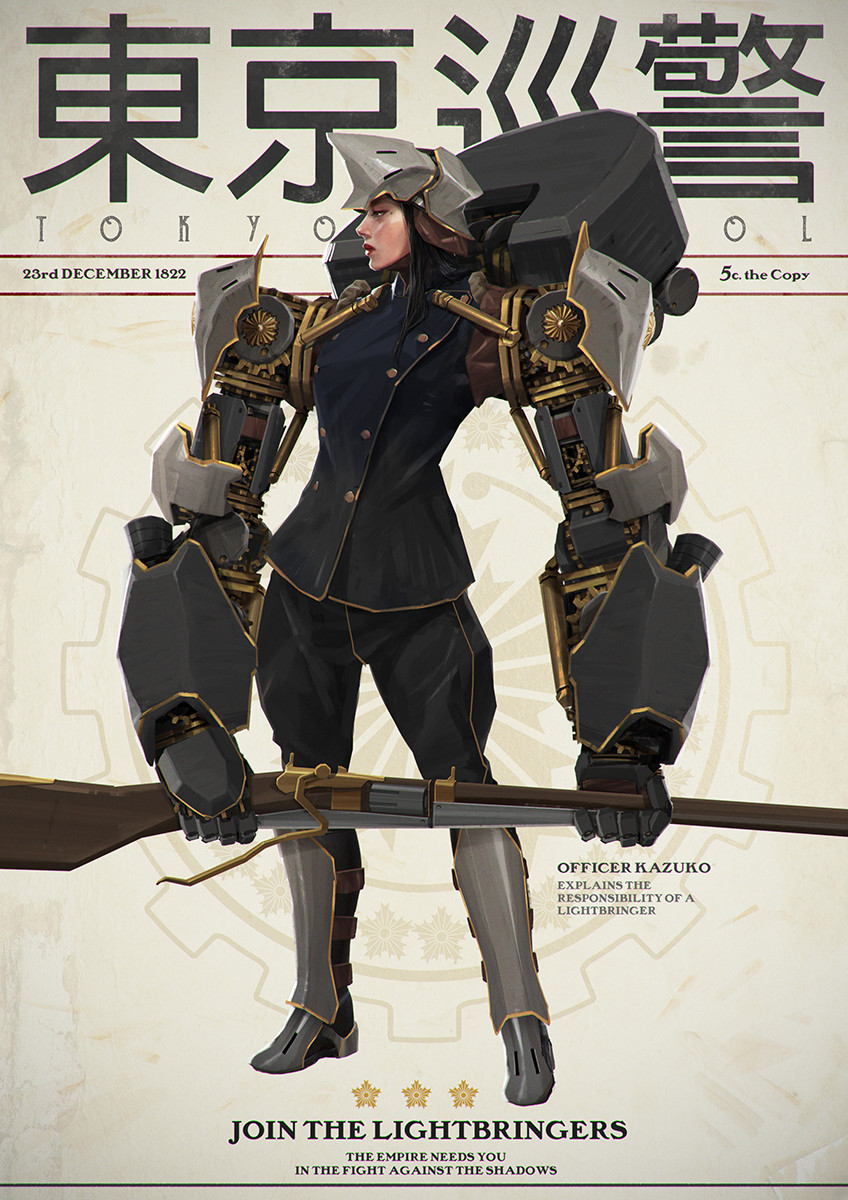 東京巡警
TOKYO OL
23rd DECEMBER 1822
5c. the Copy
OFFICER KAZUKO
EXPLAINS THE
RESPONSIBILITY OF A
LIGHTBRINGER
JOIN THE LIGHTBRINGERS
THE EMPIRE NEEDS YOU
IN THE FIGHT AGAINST THE SHADOWS